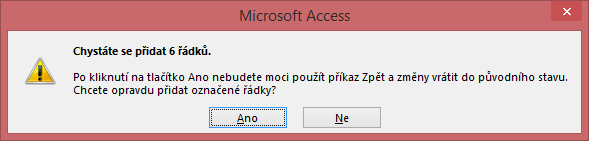 Microsoft Access
Chystáte se přidat 6 řádků.
Po kliknutí na tlačítko Ano nebudete moci použít příkaz Zpět a změny vrátit do původního stavu.
Chcete opravdu přidat označené řádky?
Ano Ne